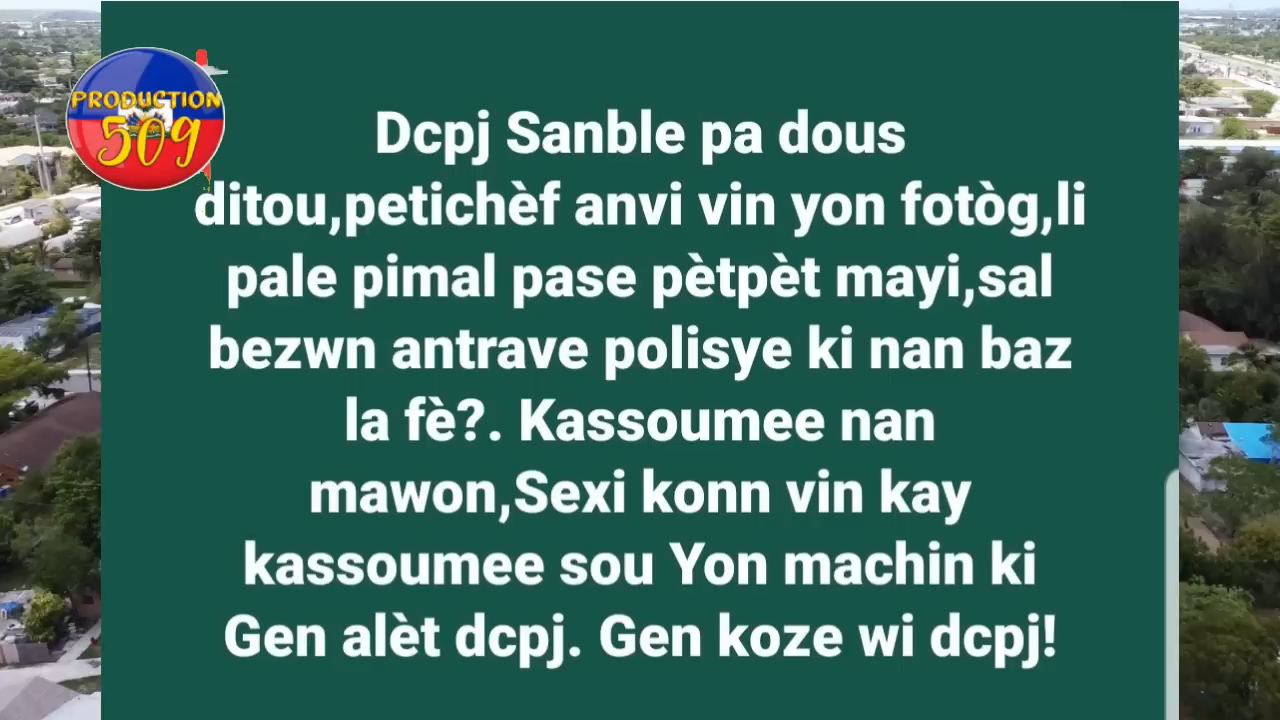 PRODUCTION
509
Dcpj Sanble pa dous
ditou,petichèf anvi vin yon fotòg,li
pale pimal pase pètpèt mayi,sal
bezwn antrave polisye ki nan baz
la fè?. Kassoumee nan
mawon,Sexi konn vin kay
kassoumee sou Yon machin ki
Gen alèt dcpj. Gen koze wi dcpj!